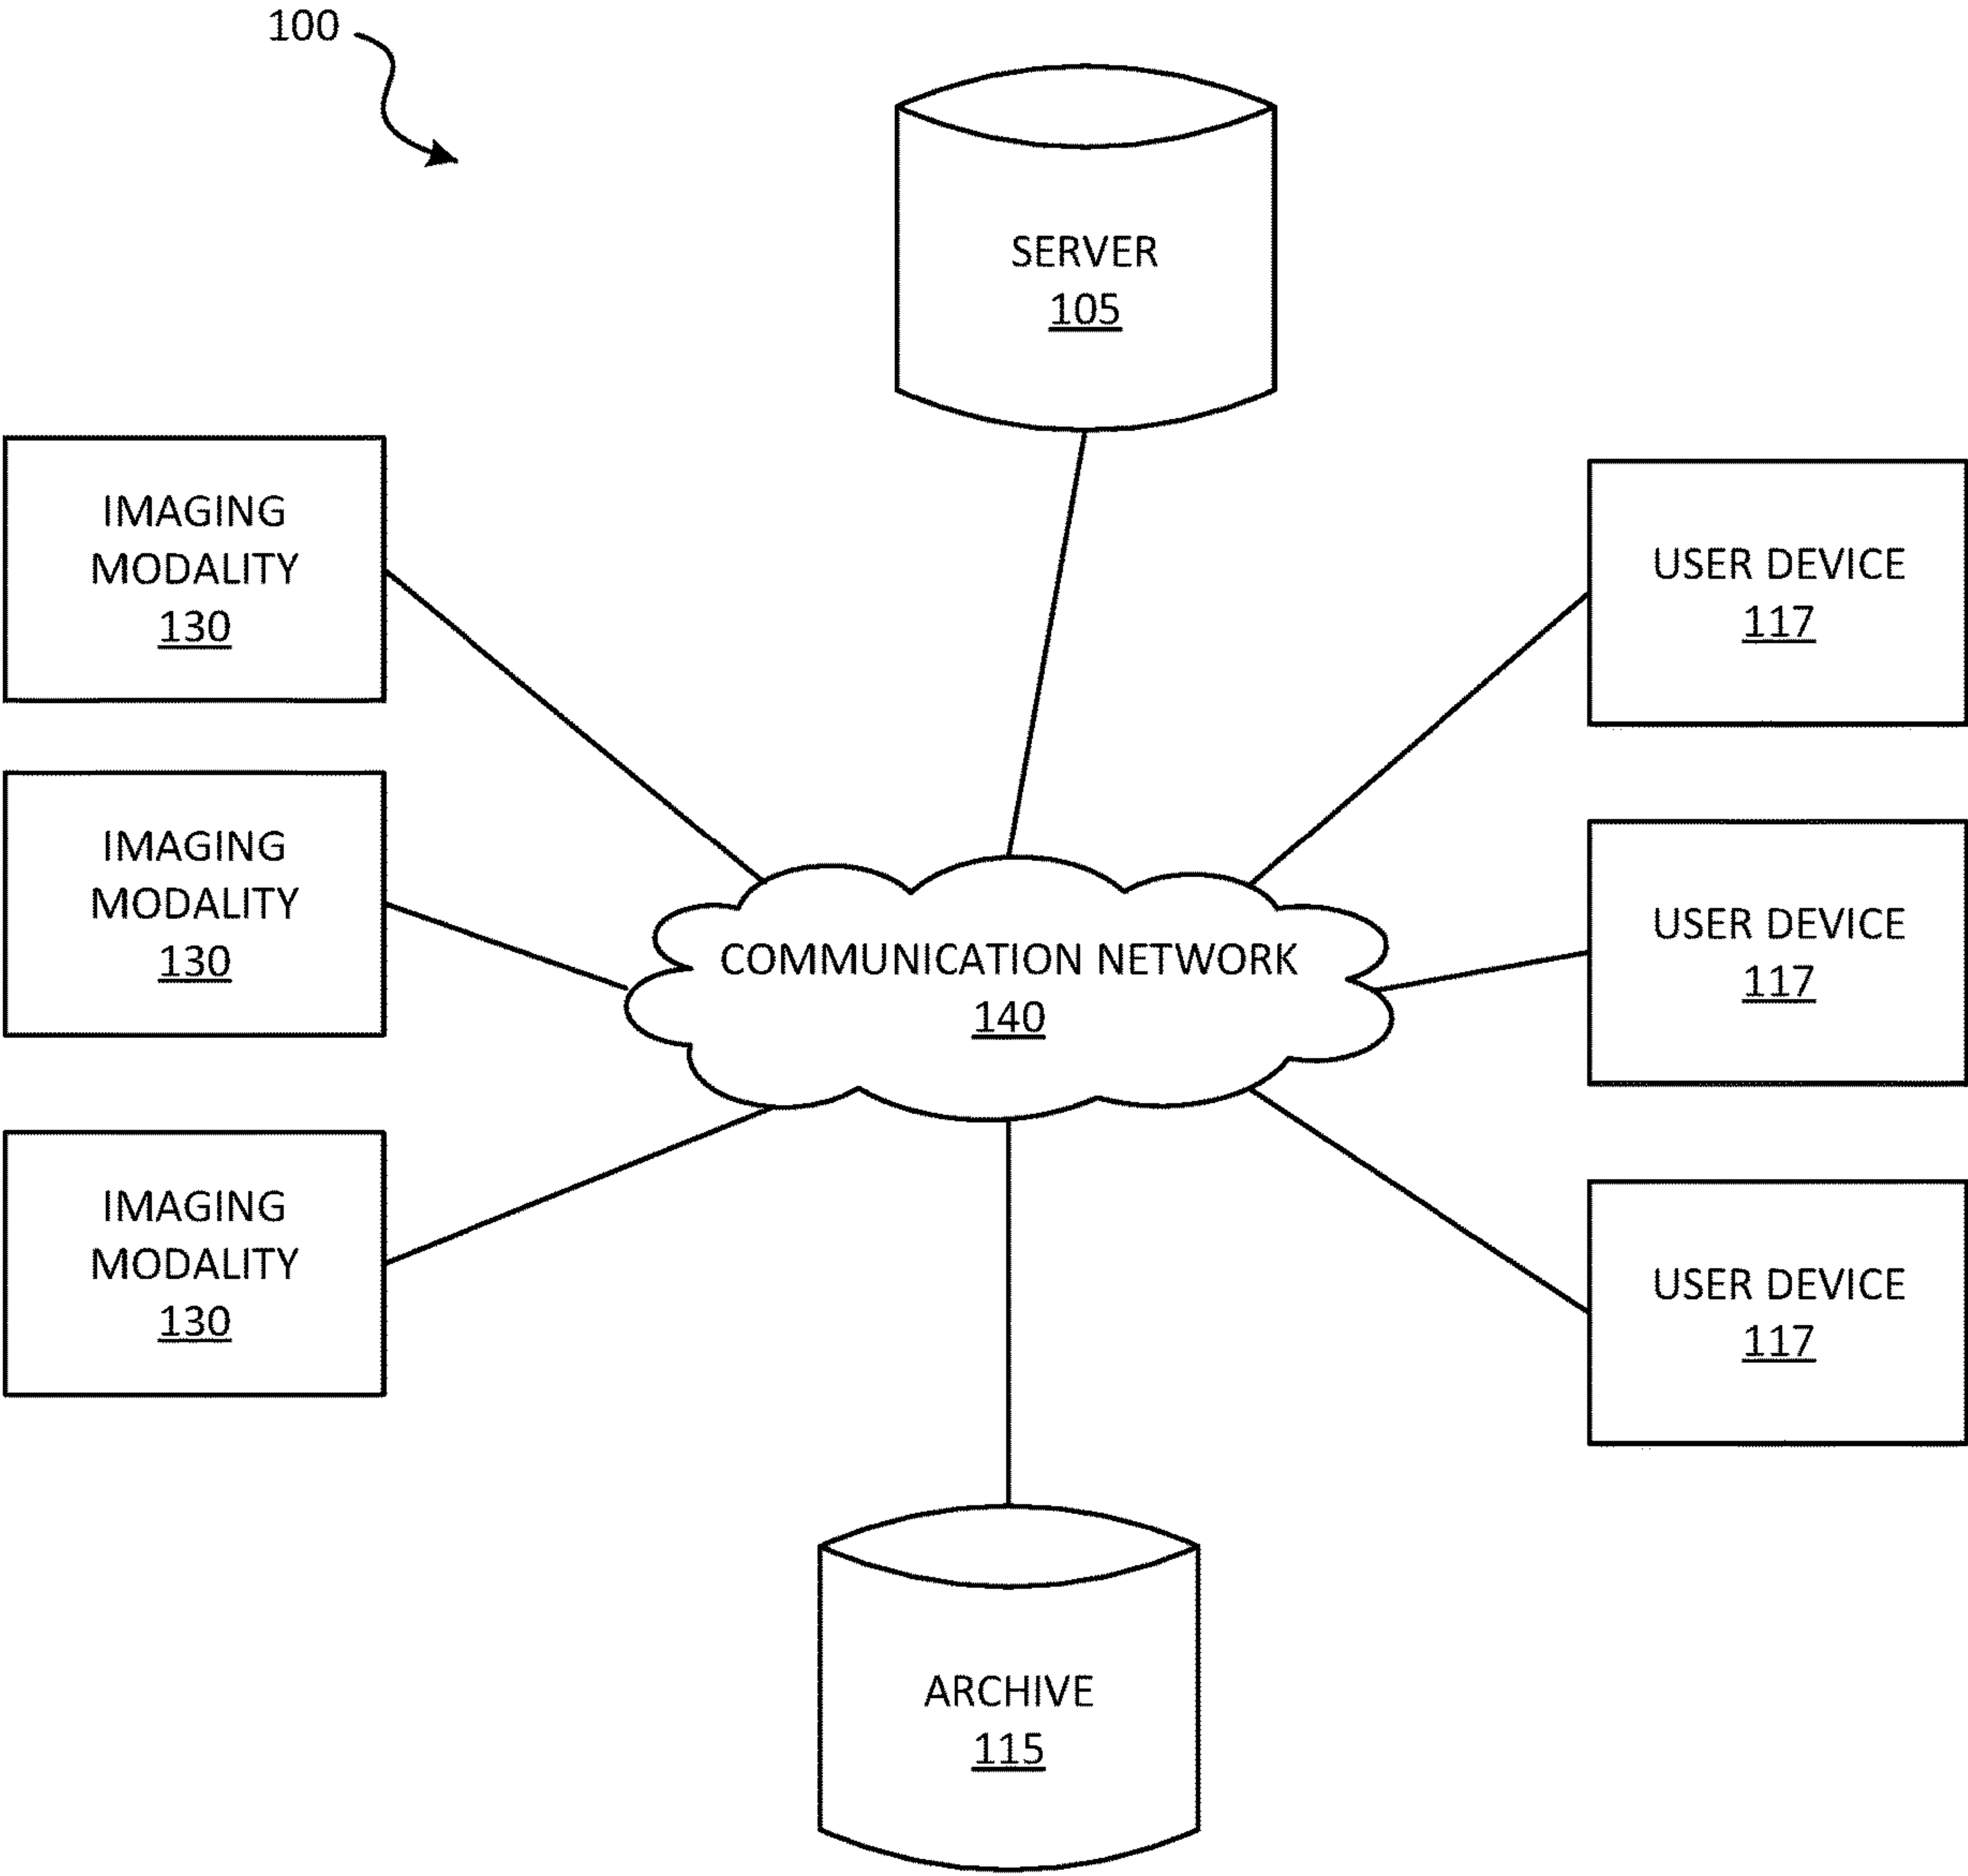 100
SERVER
105
IMAGING
MODALITY
130
USER DEVICE
117
IMAGING
MODALITY
130
COMMUNICATION NETWORK
140
USER DEVICE
117
IMAGING
MODALITY
130
USER DEVICE
117
ARCHIVE
115